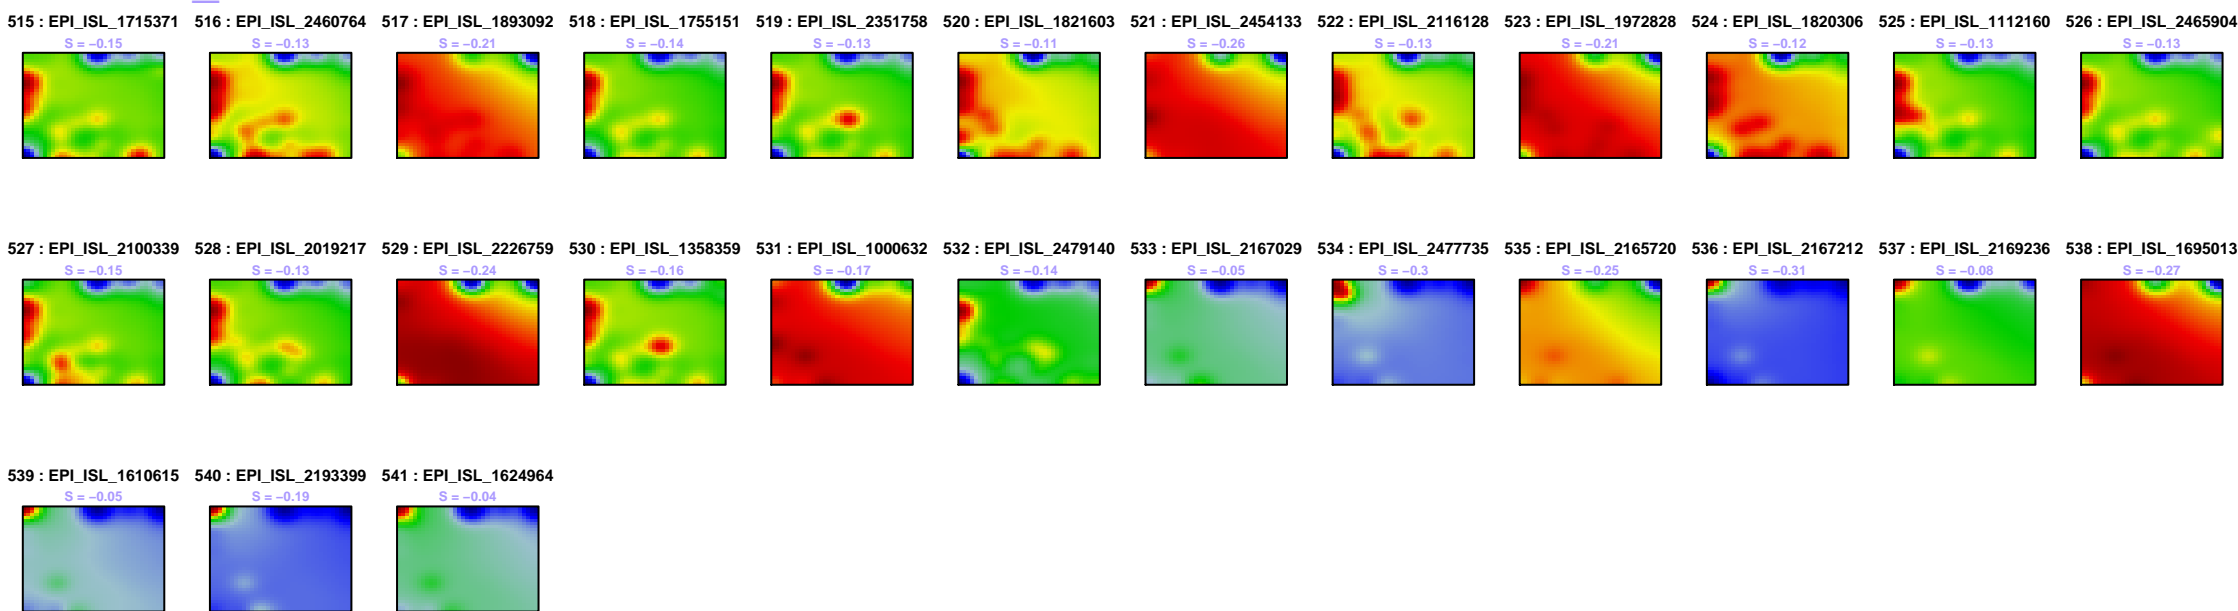 515 : EPI_ISL_1715371 516 : EPI_ISL_2460764 517 : EPI_ISL_1893092 518 : EPI_ISL_1755151 519 : EPI_ISL_2351758 520 : EPI_ISL_1821603 521 : EPI_ISL_2454133 522 : EPI_ISL_2116128 523 : EPI_ISL_1972828 524 : EPI_ISL_1820306 525 : EPI_ISL_1112160 526 : EPI_ISL_2465904
S = −0.15 S = −0.13 S = −0.21 S = −0.14 S = −0.13 S = −0.11 S = −0.26 S = −0.13 S = −0.21 S = −0.12 S = −0.13 S = −0.13
527 : EPI_ISL_2100339 528 : EPI_ISL_2019217 529 : EPI_ISL_2226759 530 : EPI_ISL_1358359 531 : EPI_ISL_1000632 532 : EPI_ISL_2479140 533 : EPI_ISL_2167029 534 : EPI_ISL_2477735 535 : EPI_ISL_2165720 536 : EPI_ISL_2167212 537 : EPI_ISL_2169236 538 : EPI_ISL_1695013
S = −0.15 S = −0.13 S = −0.24 S = −0.16 S = −0.17 S = −0.14 S = −0.05 S = −0.3 S = −0.25 S = −0.31 S = −0.08 S = −0.27
539 : EPI_ISL_1610615 540 : EPI_ISL_2193399 541 : EPI_ISL_1624964
S = −0.05 S = −0.19 S = −0.04